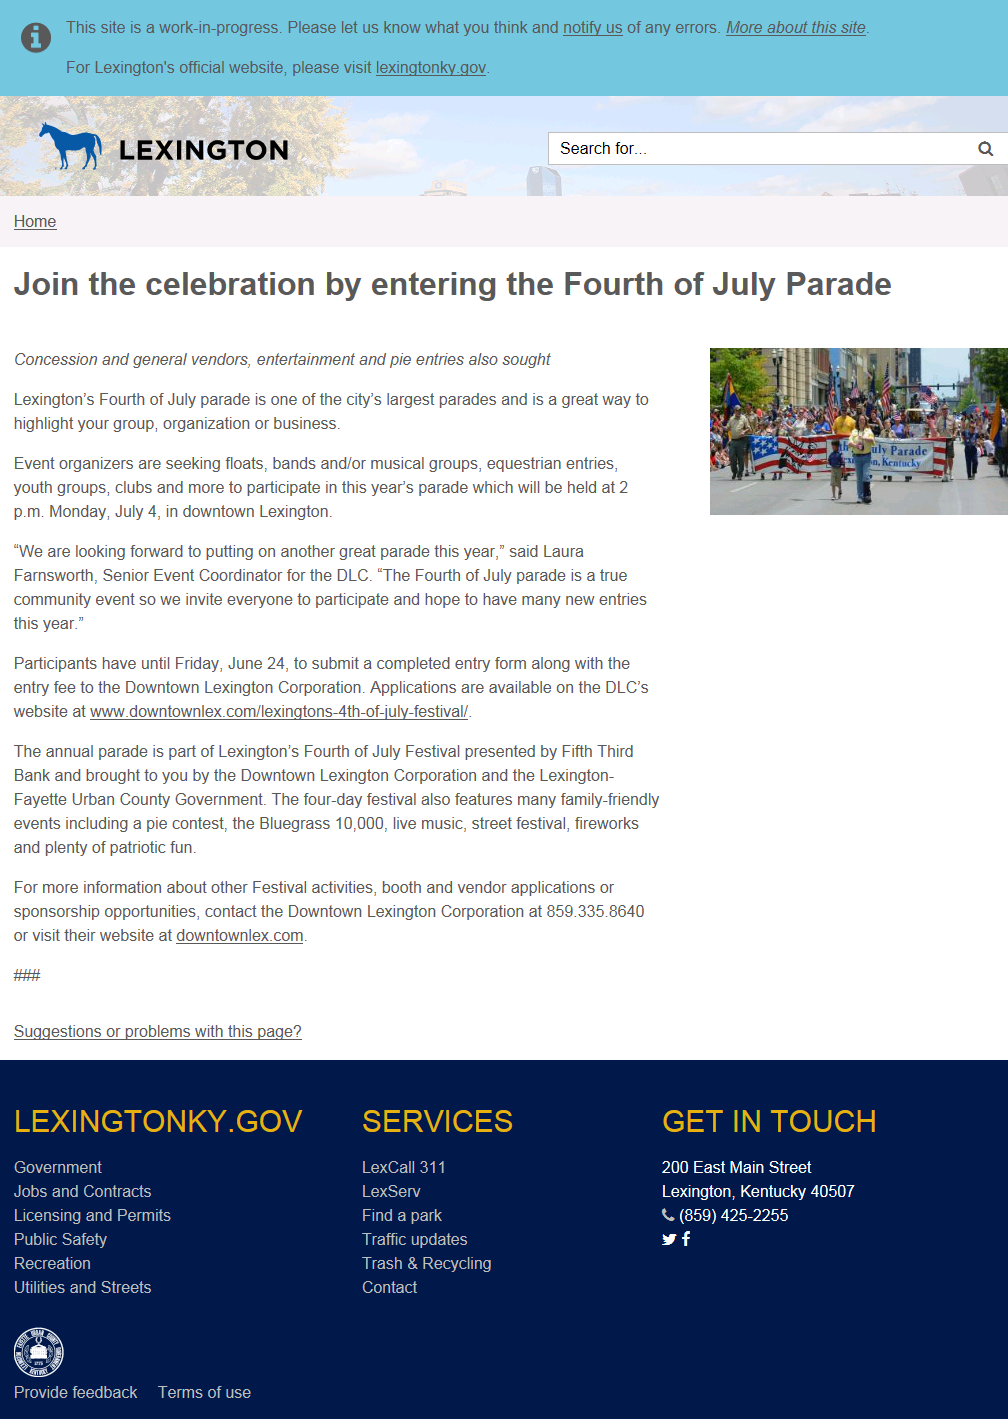 This site is a work-in-progress. Please let us know what you think and notify us of any errors. More about this site.
For Lexington's official website, please visit lexingtonky.gov.
LEXINGTON
Search for...
Home
Join the celebration by entering the Fourth of July Parade
Concession and general vendors, entertainment and pie entries also sought
Lexington’s Fourth of July parade is one of the city’s largest parades and is a great way to
highlight your group, organization or business.
Event organizers are seeking floats, bands and/or musical groups, equestrian entries,
youth groups, clubs and more to participate in this year’s parade which will be held at 2
p.m. Monday, July 4, in downtown Lexington.
“We are looking forward to putting on another great parade this year,” said Laura
Farnsworth, Senior Event Coordinator for the DLC. “The Fourth of July parade is a true
community event so we invite everyone to participate and hope to have many new entries
this year.”
Participants have until Friday, June 24, to submit a completed entry form along with the
entry fee to the Downtown Lexington Corporation. Applications are available on the DLC’s
website at www.downtownlex.com/lexingtons-4th-of-july-festival/.
The annual parade is part of Lexington’s Fourth of July Festival presented by Fifth Third
Bank and brought to you by the Downtown Lexington Corporation and the Lexington-
Fayette Urban County Government. The four-day festival also features many family-friendly
events including a pie contest, the Bluegrass 10,000, live music, street festival, fireworks
and plenty of patriotic fun.
For more information about other Festival activities, booth and vendor applications or
sponsorship opportunities, contact the Downtown Lexington Corporation at 859.335.8640
or visit their website at downtownlex.com.
###
Suggestions or problems with this page?
July Parade
Kentucky
LEXINGTONKY.GOV
Government
Jobs and Contracts
Licensing and Permits
Public Safety
Recreation
Utilities and Streets
SERVICES
LexCall 311
LexServ
Find a park
Traffic updates
Trash & Recycling
Contact
GET IN TOUCH
200 East Main Street
Lexington, Kentucky 40507
(859) 425-2255
Provide feedback Terms of use